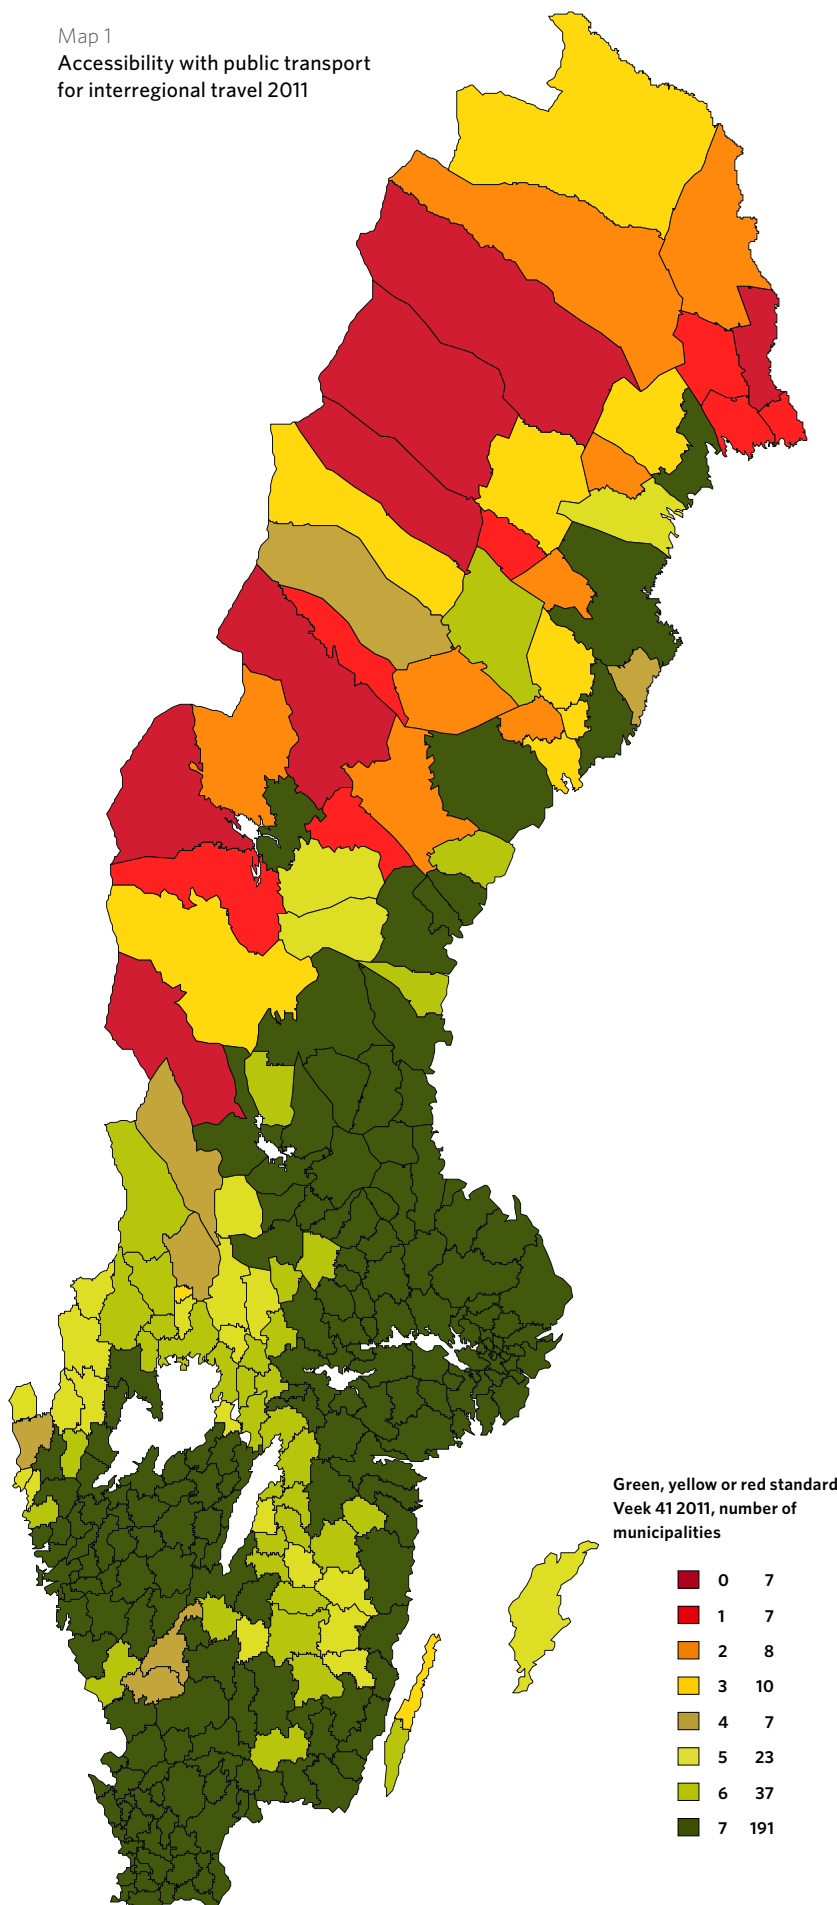 Map 1
Accessibility with public transport
for interregional travel 2011
Green, yellow or red standard
Veek 41 2011, number of
municipalities
0 7
1 7
2 8
3 10
4 7
5 23
6 37
7 191